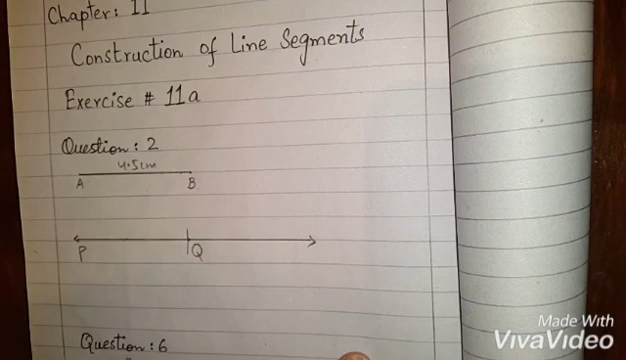 Chapter: 11
Construction of Line Segments
Exercise # 11a
Question: 2
4.5cm
A B
P Q
Question: 6
Made With
VivaVideo